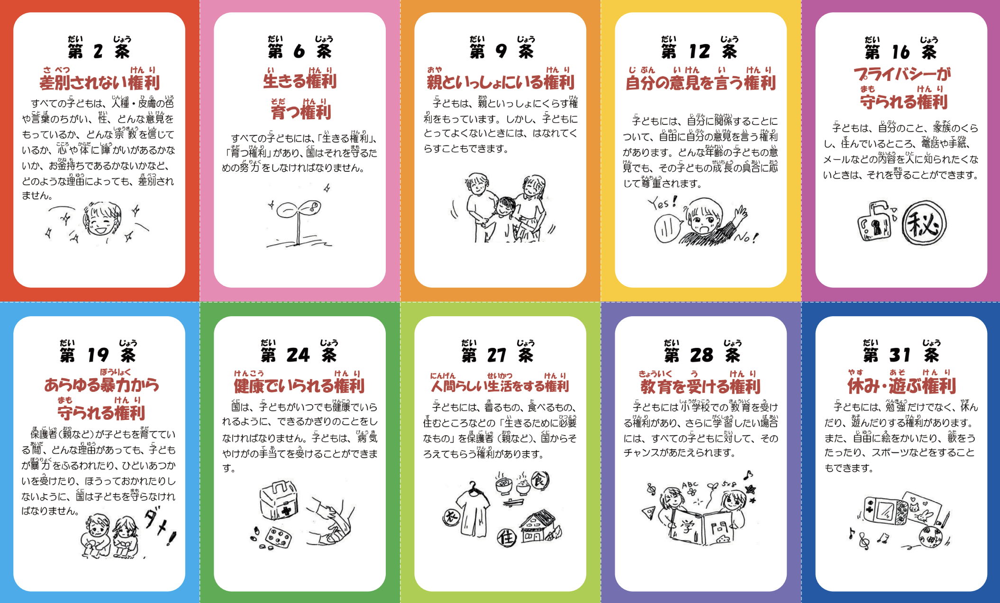 第2条
差別されない権利
すべての子どもは、人種・皮膚の色
や言葉のちがい、性、どんな意見を
もっているか、どんな宗教を信じて
いるか、心や体に障がいがあるかな
いか、お金持ちであるかないかなど、
どのような理由によっても、差別され
ません。
第6条
生きる権利
育つ権利
すべての子どもには、「生きる権利」、
「育つ権利」があり、国はそれを守るた
めの努力をしなければなりません。
第9条
親といっしょにいる権利
子どもは、親といっしょにくらす権
利をもっています。しかし、子どもに
とってよくないときには、はなれてく
らすこともできます。
第12条
自分の意見を言う権利
子どもには、自分に関係することに
ついて、自由に自分の意見を言う権利
があります。どんな年齢の子どもの意
見でも、その子どもの成長の具合に応
じて尊重されます。
Yes!
No!
第16条
プライバシーが
守られる権利
子どもは、自分のこと、家族のくら
し、住んでいるところ、電話や手紙、
メールなどの内容を人に知られたくな
いときは、それを守ることができます。
秘
第19条
あらゆる暴力から
守られる権利
保護者(親など)が子どもを育ててい
る間、どんな理由があっても、子ども
が暴力をふるわれたり、ひどいあつか
いを受けたり、ほうっておかれたりし
ないように、国は子どもを守らなけれ
ばなりません。
ダメ!
第24条
健康でいられる権利
国は、子どもがいつでも健康でいら
れるように、できるかぎりのことをし
なければなりません。子どもは、病気
やけがの手当てを受けることができま
す。
第27条
人間らしい生活をする権利
子どもには、着るもの、食べるもの、
住むところなどの「生きるために必要
なもの」を保護者(親など)、国からそ
ろえてもらう権利があります。
食
衣
住
第28条
教育を受ける権利
子どもには小学校での教育を受け
る権利があり、さらに学習したい場合
には、すべての子どもに対して、その
チャンスがあたえられます。
ABC
5×8
学
問
第31条
休み・遊ぶ権利
子どもには、勉強だけでなく、休ん
だり、遊んだりする権利があります。
また、自由に絵をかいたり、歌をう
たったり、スポーツなどをすること
もできます。